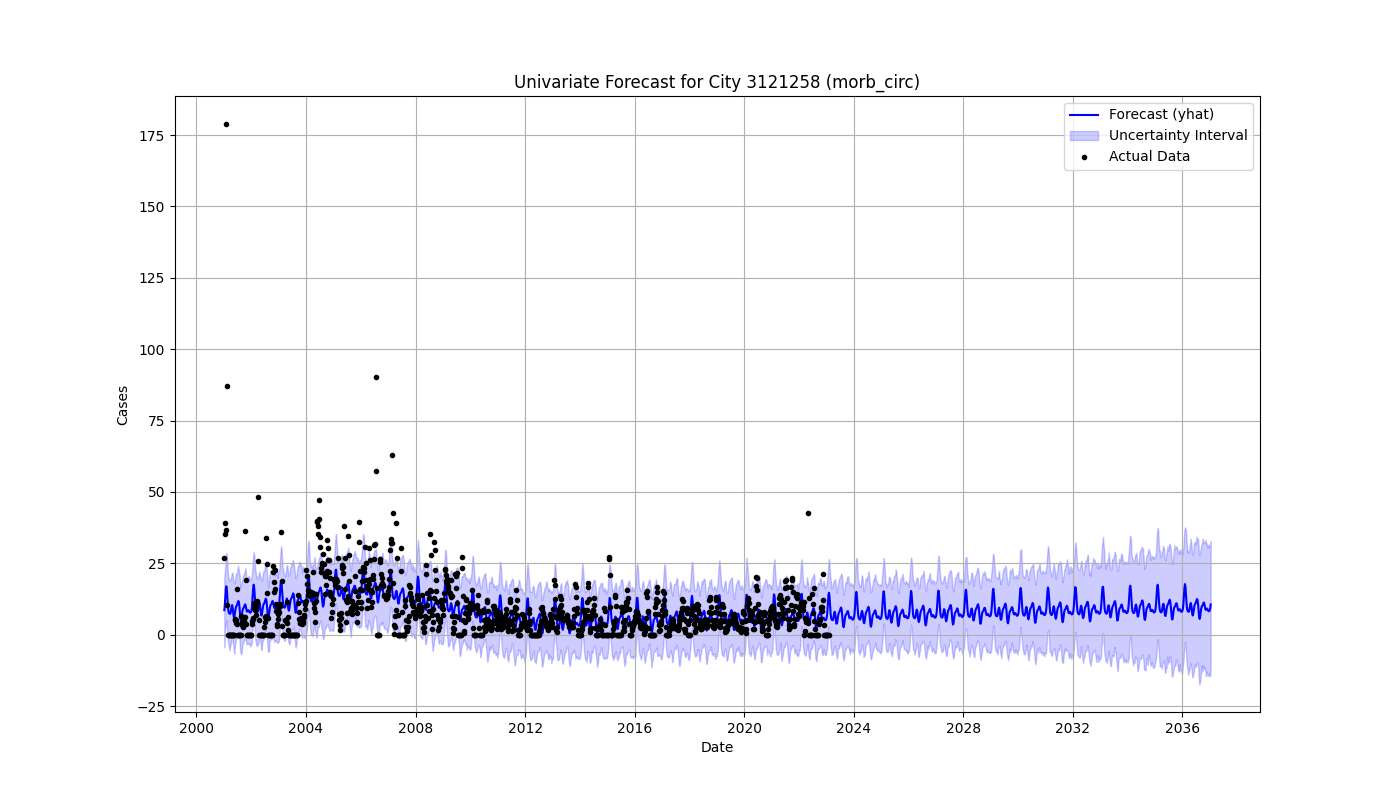 Univariate Forecast for City 3121258 (morb_circ)
Forecast (yhat)
Uncertainty Interval
Actual Data
175
150
125
100
75
50
25
0
−25
Cases
2000 2004 2008 2012 2016 2020 2024 2028 2032 2036
Date